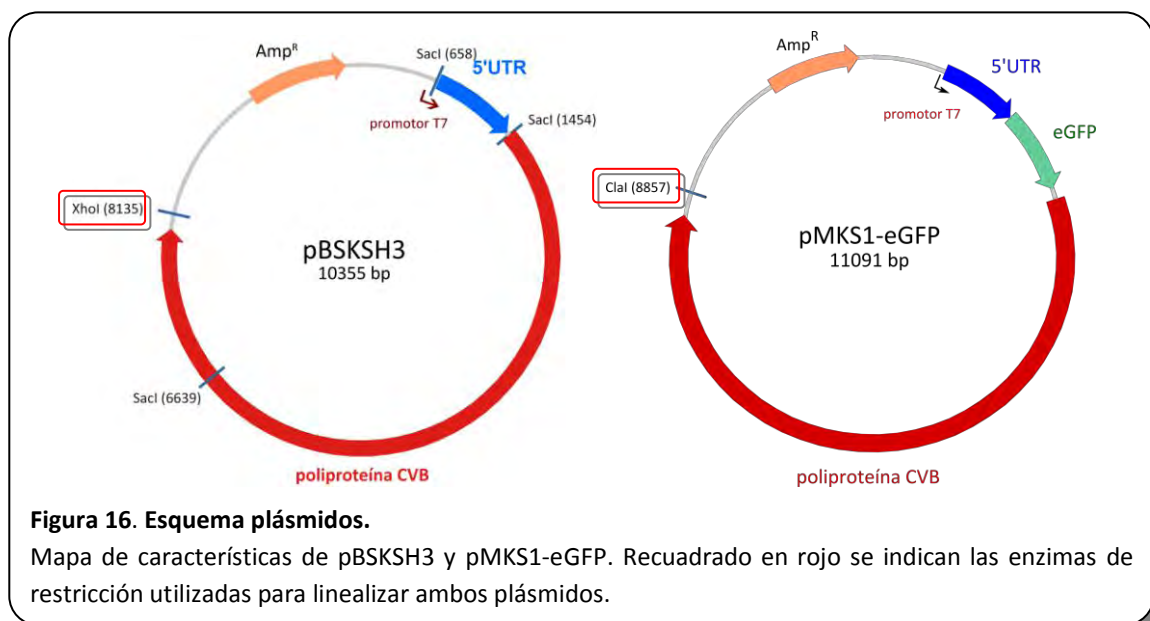 Amp^R
SacI (658)
5'UTR
promotor T7
SacI (1454)
XhoI (8135)
pBSKSH3
10355 bp
SacI (6639)
poliproteína CVB
Amp^R
5'UTR
promotor T7
eGFP
ClaI (8857)
pMKS1-eGFP
11091 bp
poliproteína CVB
Figura 16. Esquema plásmidos.
Mapa de características de pBSKSH3 y pMKS1-eGFP. Recuadrado en rojo se indican las enzimas de
restricción utilizadas para linealizar ambos plásmidos.